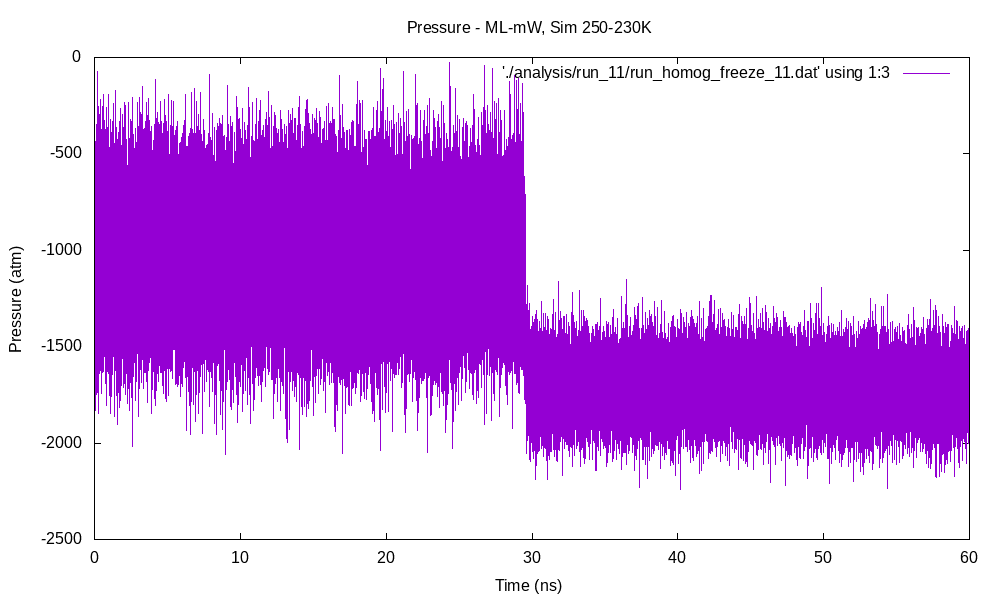 Pressure - ML-mW, Sim 250-230K
'./analysis/run_11/run_homog_freeze_11.dat' using 1:3
0
-500
-1000
-1500
-2000
-2500
Pressure (atm)
0 10 20 30 40 50 60
Time (ns)